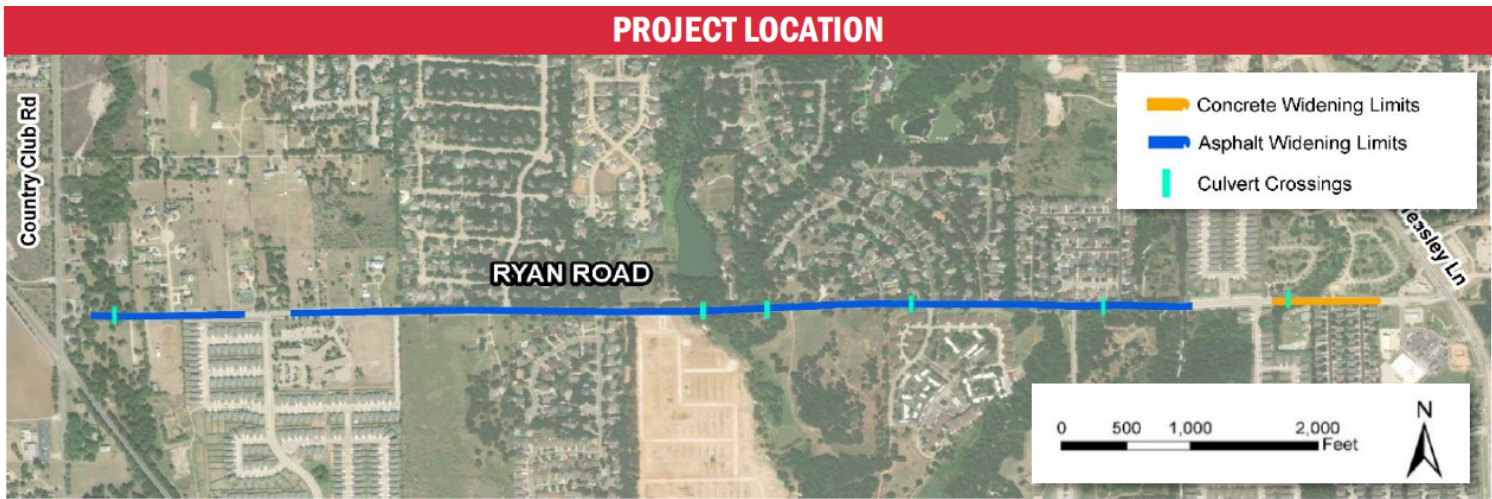 PROJECT LOCATION
Country Club Rd
RYAN ROAD
Concrete Widening Limits
Asphalt Widening Limits
Culvert Crossings
Ln
0 500 1,000 2,000
Feet
N